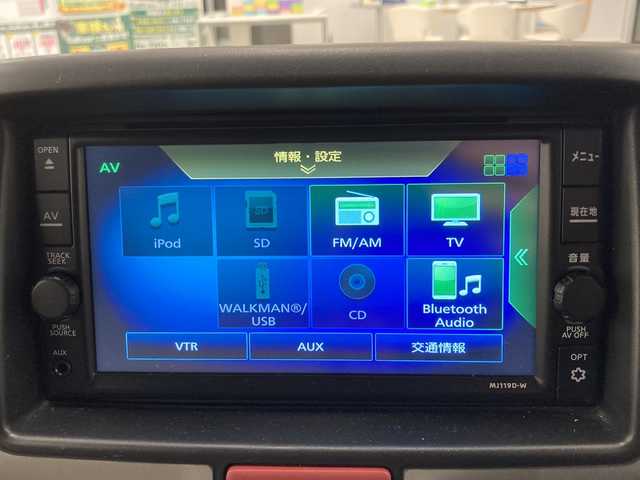 OPEN
AV
TRACK
SEEK
PUSH
SOURCE
AUX
AV
情報・設定
iPod
SD
SD
FM/AM
TV
WALKMAN®/
USB
CD
Bluetooth
Audio
VTR
AUX
交通情報
メニュー
現在地
音量
PUSH
AV OFF
OPT
MJ119D-W